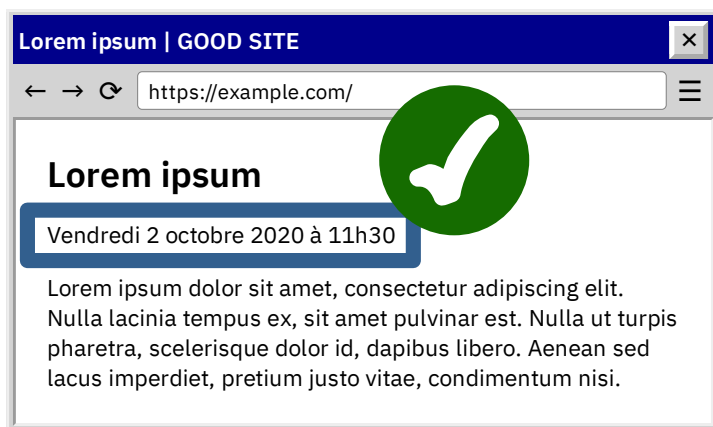 Lorem ipsum | GOOD SITE
https://example.com/
Lorem ipsum
Vendredi 2 octobre 2020 à 11h30
Lorem ipsum dolor sit amet, consectetur adipiscing elit.
Nulla lacinia tempus ex, sit amet pulvinar est. Nulla ut turpis
pharetra, scelerisque dolor id, dapibus libero. Aenean sed
lacus imperdiet, pretium justo vitae, condimentum nisi.